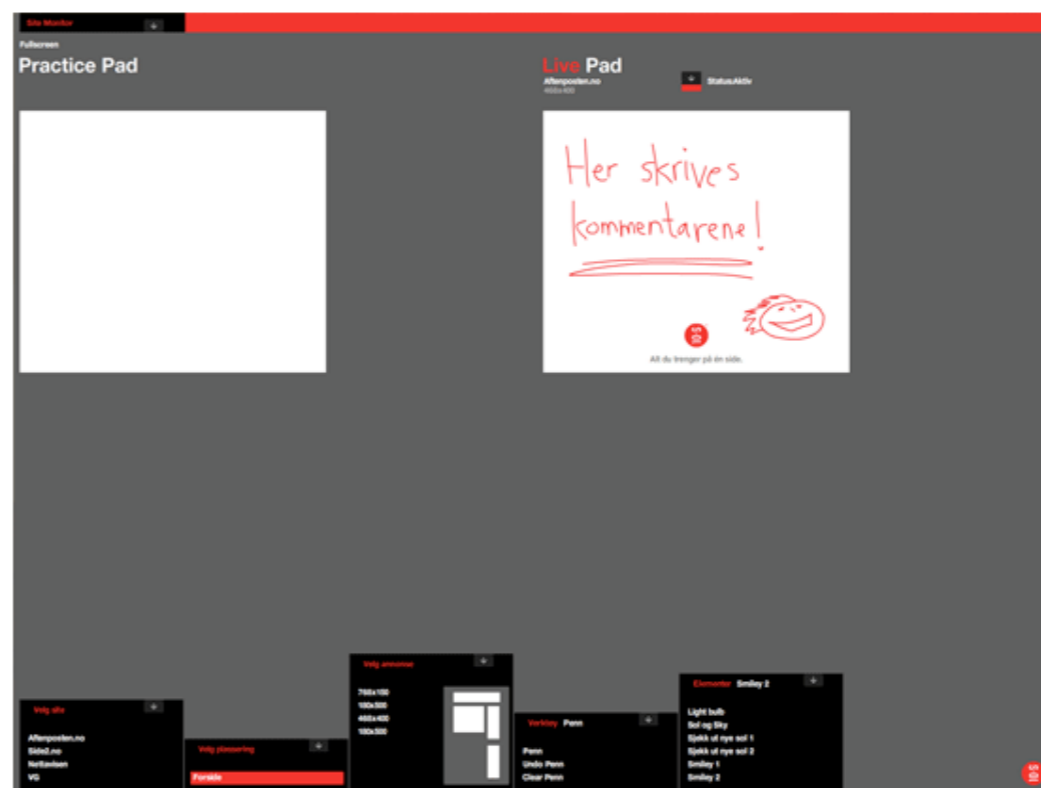 Site Monitor
Fullscreen
Practice Pad
Live Pad
Aftenposten.no
468x400
StatusAktiv
Her skrives
kommentarene!
Alt du trenger på én side.
Velg site
Aftenposten.no
Side2.no
Nettavisen
VG
Velg plassering
Forside
Velg annonse
768x150
180x500
468x400
180x500
Verktøy Penn
Penn
Undo Penn
Clear Penn
Elementer Smiley 2
Light bulb
Sol og Sky
Sjekk ut nye sol 1
Sjekk ut nye sol 2
Smiley 1
Smiley 2